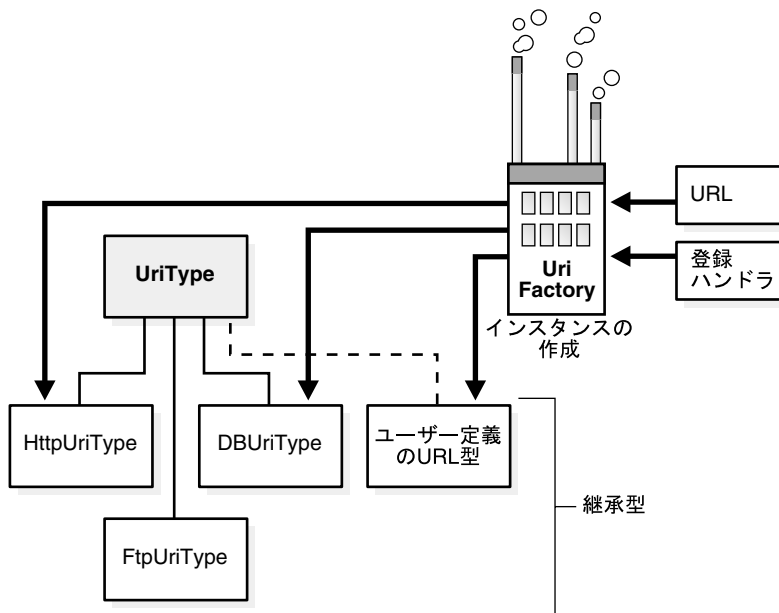 URL
登録
ハンドラ
Uri
Factory
インスタンスの
作成
UriType
HttpUriType
DBUriType
ユーザー定義
のURL型
FtpUriType
継承型